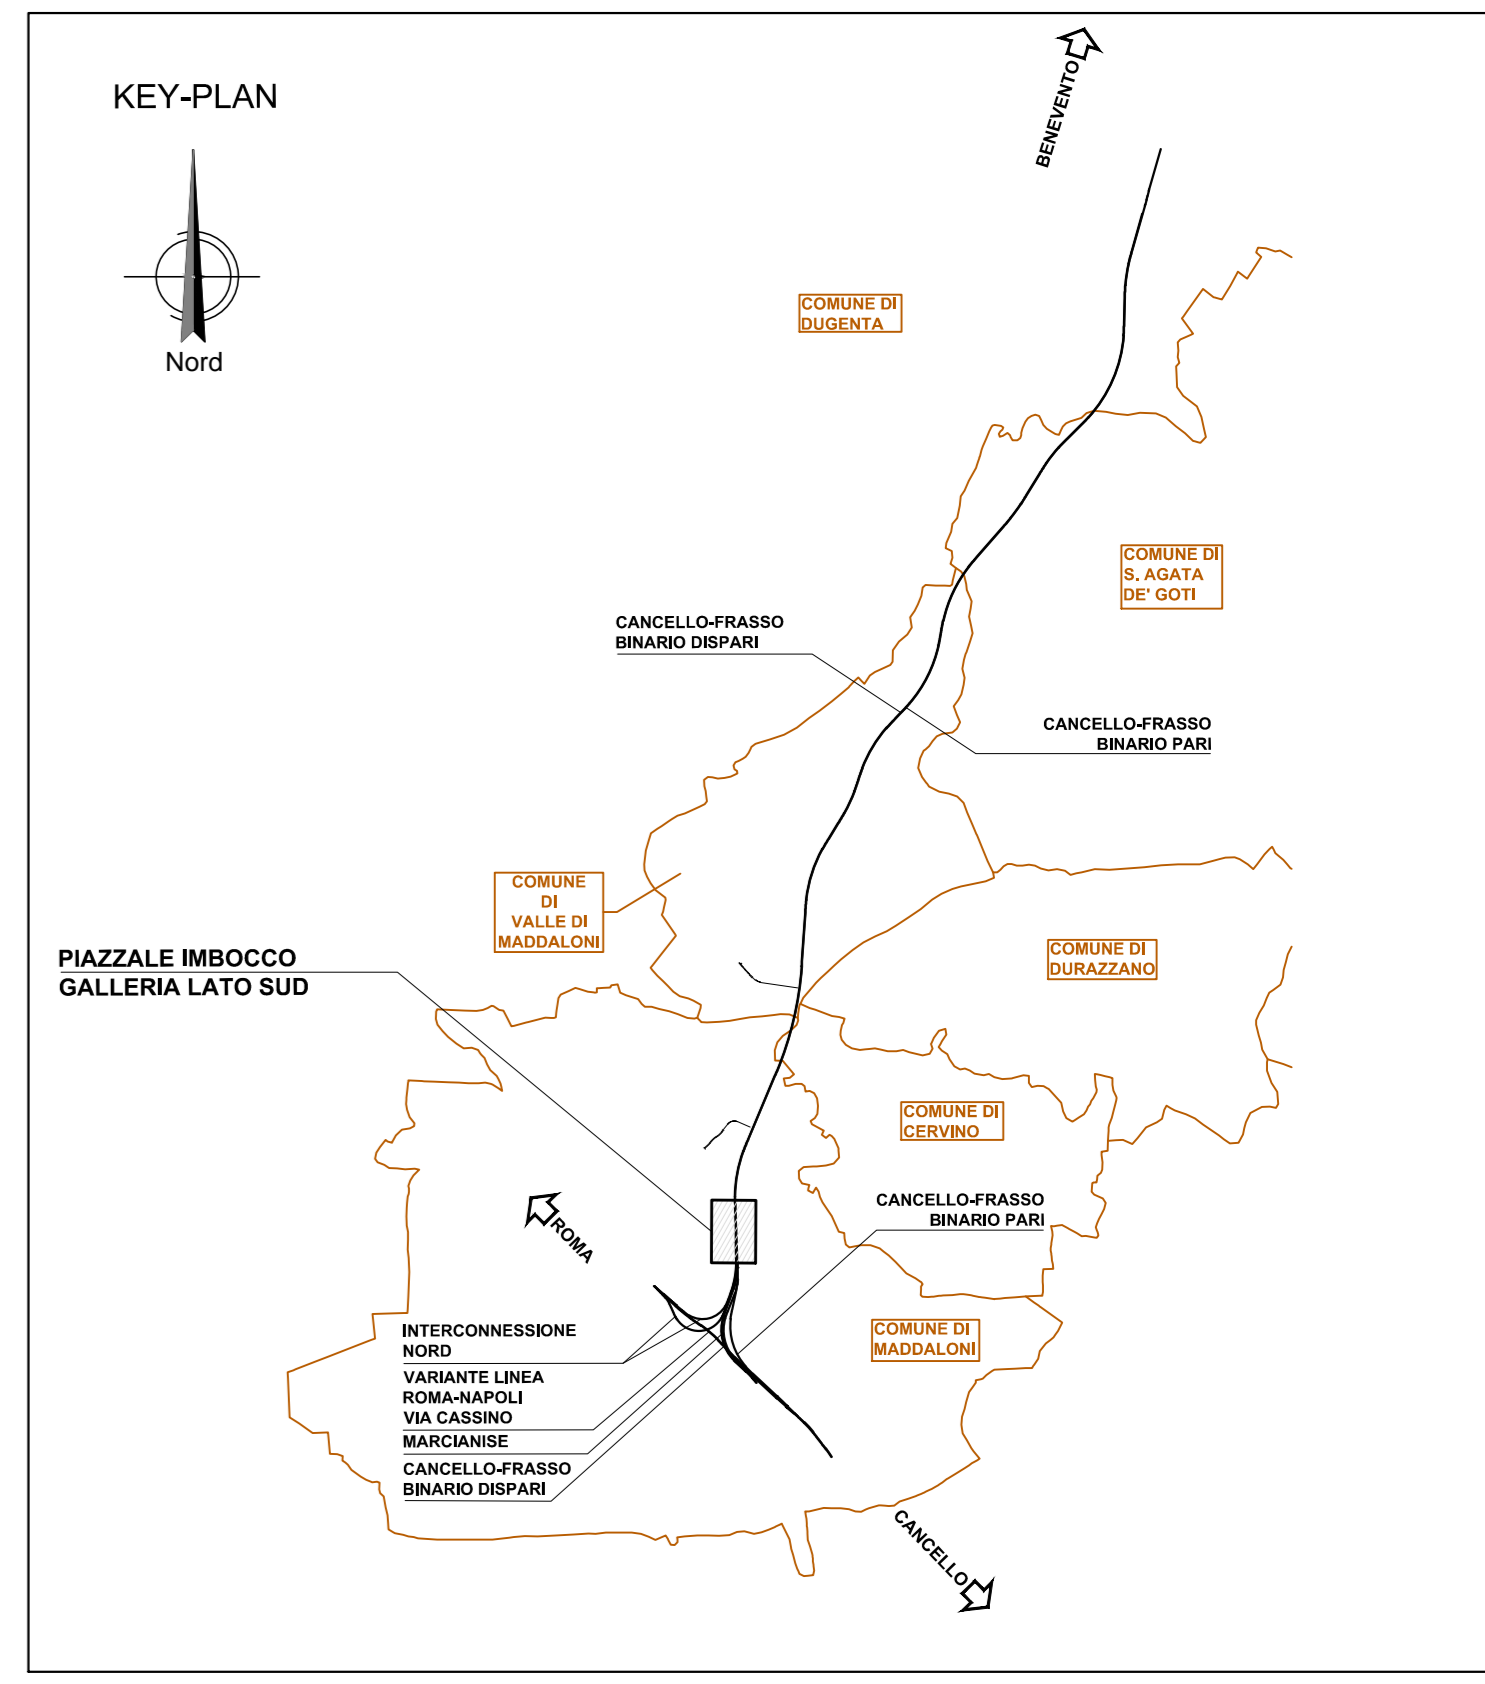 KEY-PLAN
Nord
BENEVENTO
COMUNE DI
DUGENTA
COMUNE DI
S. AGATA
DE' GOTI
CANCELLO-FRASSO
BINARIO DISPARI
CANCELLO-FRASSO
BINARIO PARI
COMUNE
DI
VALLE DI
MADDALONI
PIAZZALE IMBOCCO
GALLERIA LATO SUD
COMUNE DI
DURAZZANO
COMUNE DI
CERVINO
CANCELLO-FRASSO
BINARIO PARI
ROMA
INTERCONNESSIONE
NORD
VARIANTE LINEA
ROMA-NAPOLI
VIA CASSINO
MARCIANISE
CANCELLO-FRASSO
BINARIO DISPARI
COMUNE DI
MADDALONI
CANCELLO